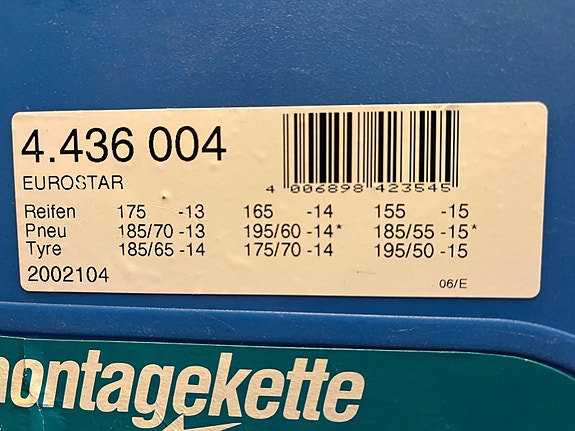 4.436 004
4 006898 423545
EUROSTAR
Reifen 175 -13 165 -14 155 -15
Pneu 185/70 -13 195/60 -14* 185/55 -15*
Tyre 185/65 -14 175/70 -14 195/50 -15
2002104
06/E
montagekette